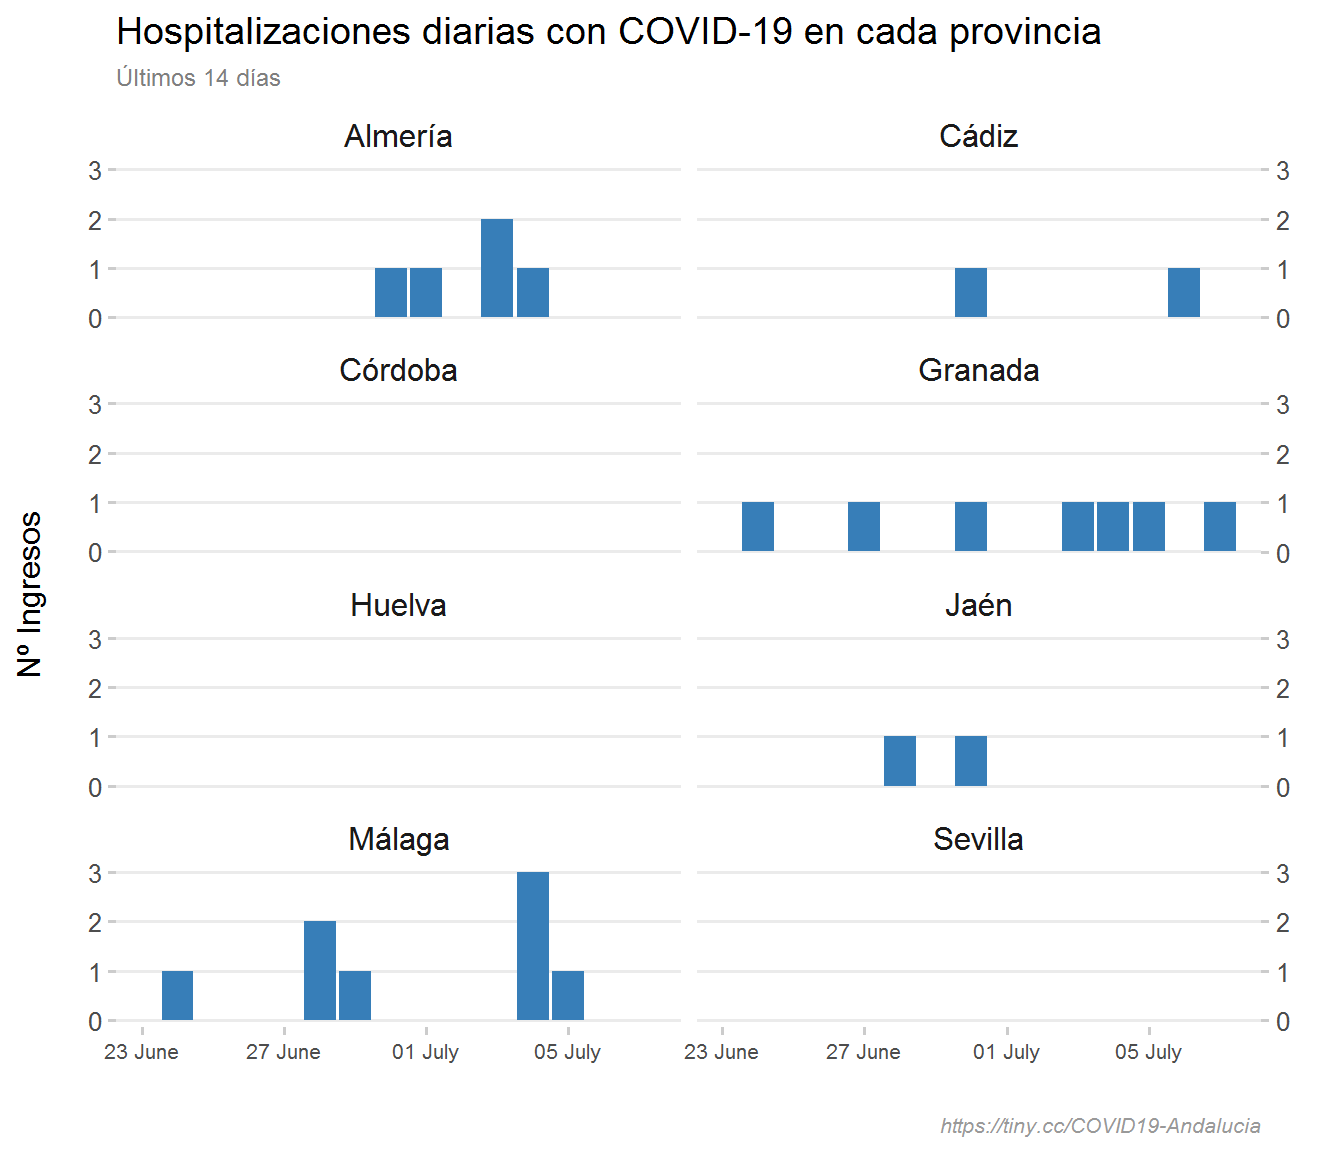 Hospitalizaciones diarias con COVID-19 en cada provincia
Últimos 14 días
Almería
Cádiz
3
2
1
0
3
2
1
0
Córdoba
Granada
3
2
1
0
3
2
1
0
Nº Ingresos
Huelva
Jaén
3
2
1
0
3
2
1
0
Málaga
Sevilla
3
2
1
0
3
2
1
0
23 June 27 June 01 July 05 July
23 June 27 June 01 July 05 July
https://tiny.cc/COVID19-Andalucia